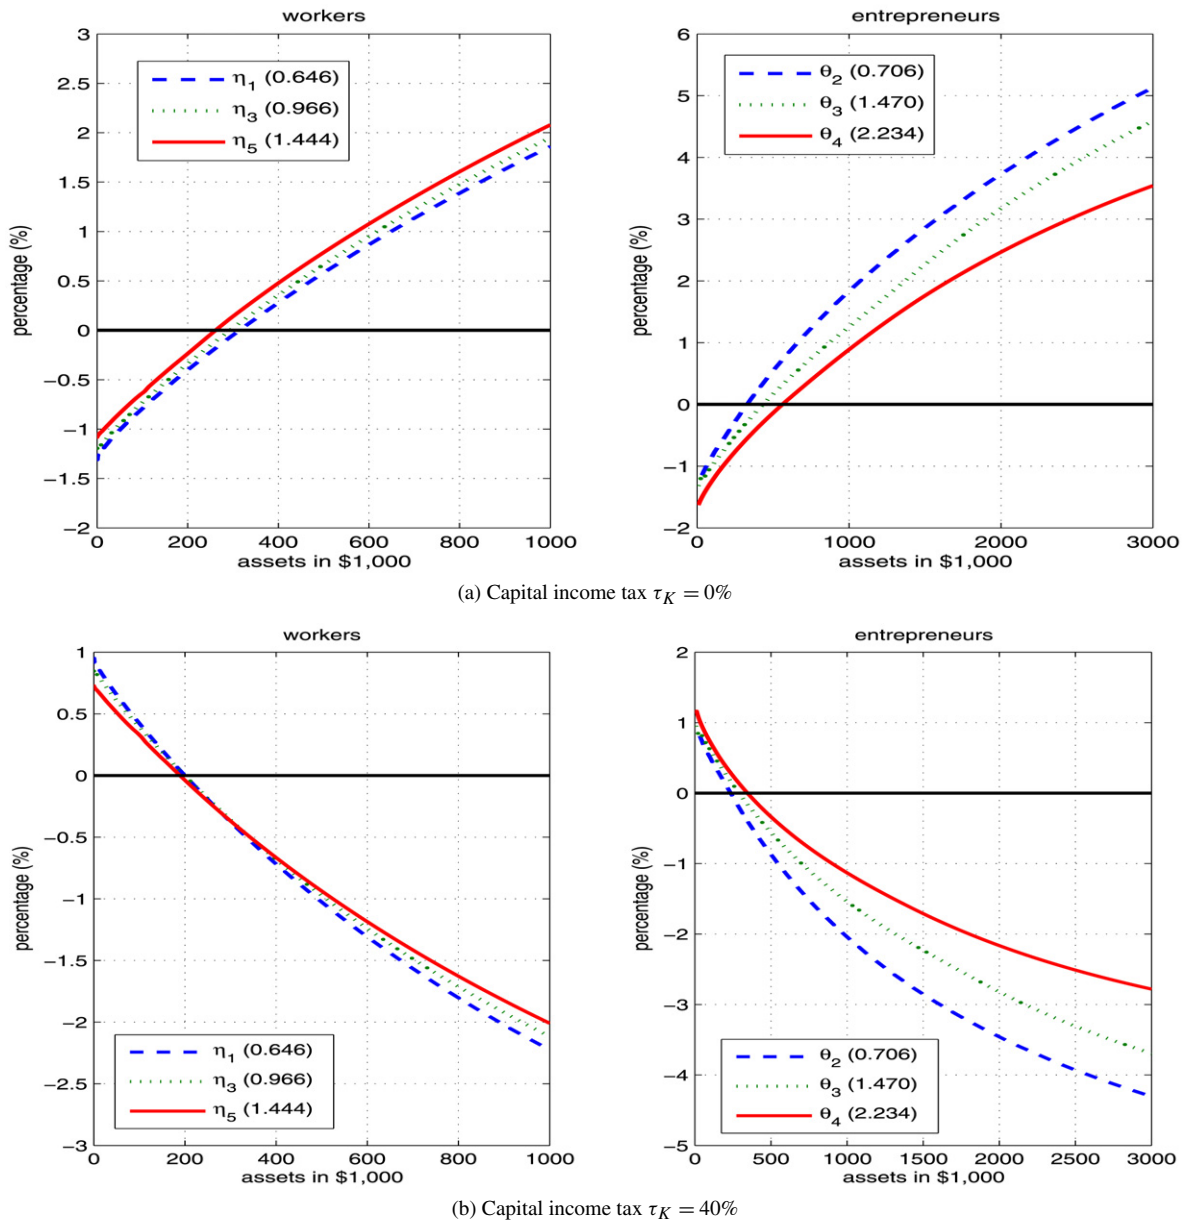 workers
3
2.5
2
1.5
1
0.5
0
−0.5
−1
−1.5
−2
percentage (%)
η1 (0.646)
η3 (0.966)
η5 (1.444)
0 200 400 600 800 1000
assets in $1,000
entrepreneurs
6
5
4
3
2
1
0
−1
−2
percentage (%)
θ2 (0.706)
θ3 (1.470)
θ4 (2.234)
0 1000 2000 3000
assets in $1,000
(a) Capital income tax τK = 0%
workers
1
0.5
0
−0.5
−1
−1.5
−2
−2.5
−3
percentage (%)
η1 (0.646)
η3 (0.966)
η5 (1.444)
0 200 400 600 800 1000
assets in $1,000
entrepreneurs
2
1
0
−1
−2
−3
−4
−5
percentage (%)
θ2 (0.706)
θ3 (1.470)
θ4 (2.234)
0 500 1000 1500 2000 2500 3000
assets in $1,000
(b) Capital income tax τK = 40%